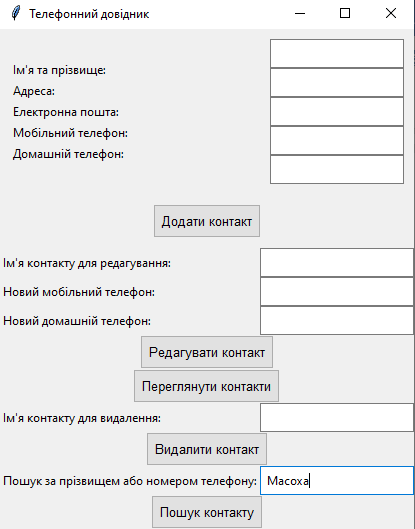 Телефонний довідник
Ім'я та прізвище:
Адреса:
Електронна пошта:
Мобільний телефон:
Домашній телефон:
Додати контакт
Ім'я контакту для редагування:
Новий мобільний телефон:
Новий домашній телефон:
Редагувати контакт
Переглянути контакти
Ім'я контакту для видалення:
Видалити контакт
Пошук за прізвищем або номером телефону: Масоха
Пошук контакту